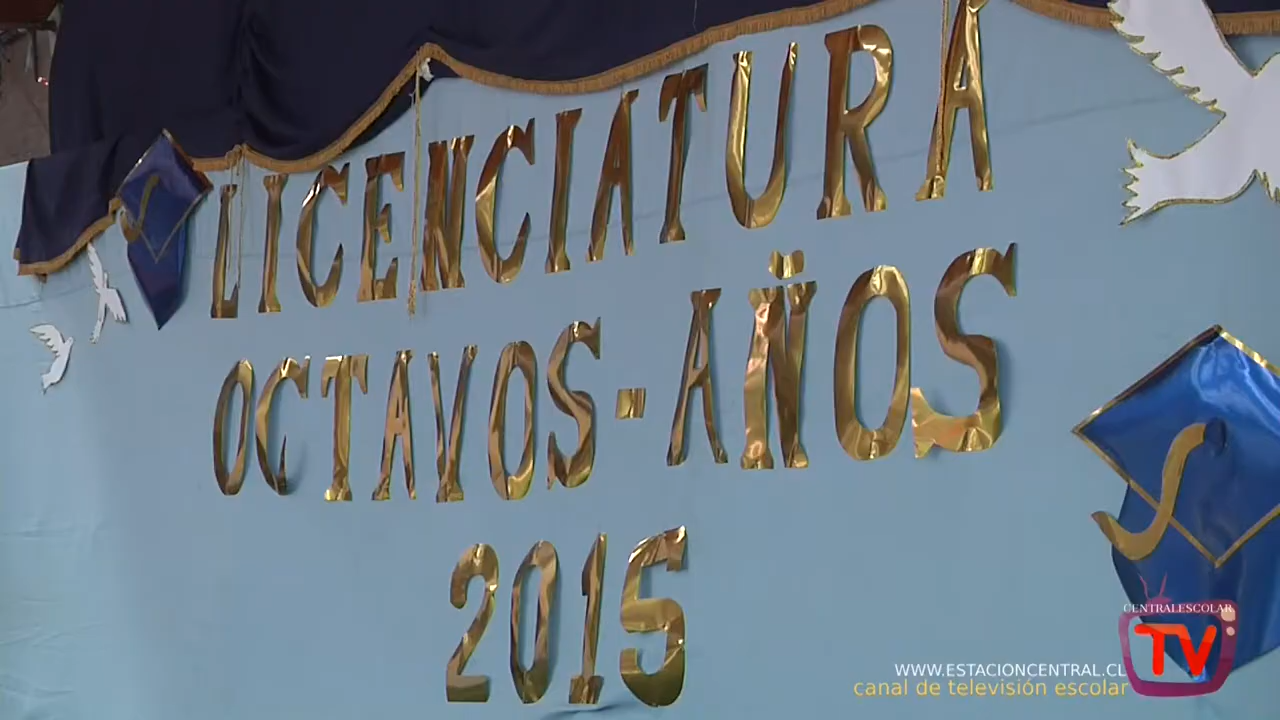 LICENCIATURA
OCTAVOS-AÑOS
2015
CENTRALESCOLAR
TV
WWW.ESTACIONCENTRAL.CL
canal de televisión escolar